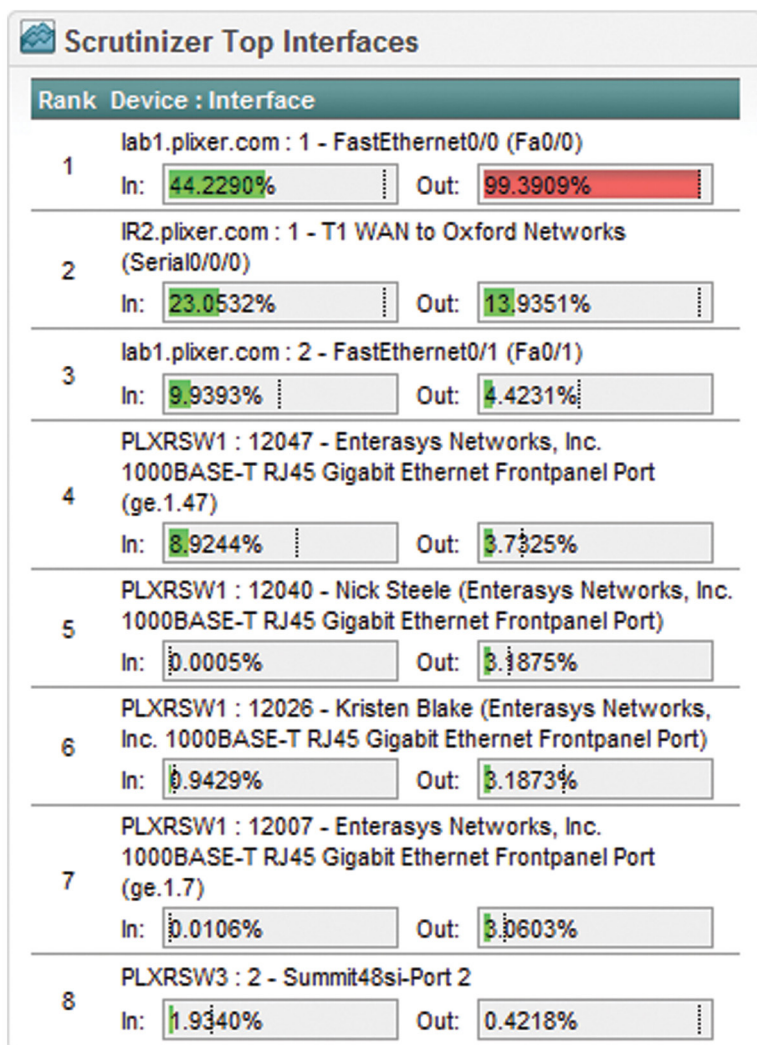 Scrutinizer Top Interfaces
Rank Device : Interface
1
lab1.plixer.com : 1 - FastEthernet0/0 (Fa0/0)
In: 44.2290% Out: 99.3909%
2
IR2.plixer.com : 1 - T1 WAN to Oxford Networks
(Serial0/0/0)
In: 23.0532% Out: 13.9351%
3
lab1.plixer.com : 2 - FastEthernet0/1 (Fa0/1)
In: 9.9393% Out: 4.4231%
4
PLXRSW1 : 12047 - Enterasys Networks, Inc.
1000BASE-T RJ45 Gigabit Ethernet Frontpanel Port
(ge.1.47)
In: 8.9244% Out: 3.7325%
5
PLXRSW1 : 12040 - Nick Steele (Enterasys Networks, Inc.
1000BASE-T RJ45 Gigabit Ethernet Frontpanel Port)
In: 0.0005% Out: 3.1875%
6
PLXRSW1 : 12026 - Kristen Blake (Enterasys Networks,
Inc. 1000BASE-T RJ45 Gigabit Ethernet Frontpanel Port)
In: 0.9429% Out: 3.1873%
7
PLXRSW1 : 12007 - Enterasys Networks, Inc.
1000BASE-T RJ45 Gigabit Ethernet Frontpanel Port
(ge.1.7)
In: 0.0106% Out: 3.0603%
8
PLXRSW3 : 2 - Summit48si-Port 2
In: 1.9340% Out: 0.4218%